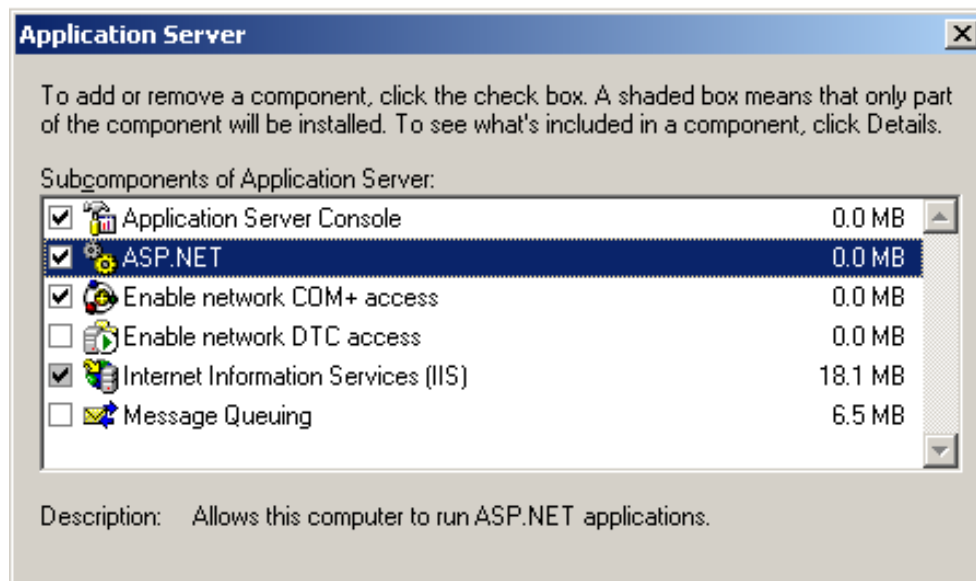 Application Server
To add or remove a component, click the check box. A shaded box means that only part
of the component will be installed. To see what's included in a component, click Details.
Subcomponents of Application Server:
Application Server Console 0.0 MB
ASP.NET 0.0 MB
Enable network COM+ access 0.0 MB
Enable network DTC access 0.0 MB
Internet Information Services (IIS) 18.1 MB
Message Queuing 6.5 MB
Description: Allows this computer to run ASP.NET applications.